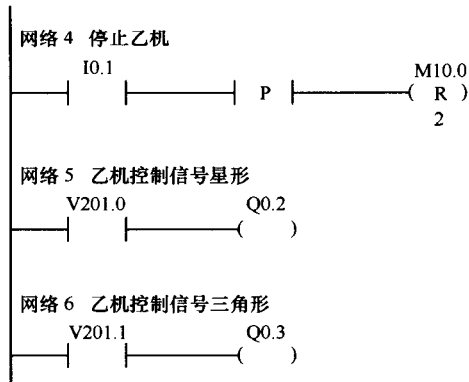 网络 4 停止乙机
I0.1
M10.0
P
R
2
网络 5 乙机控制信号星形
V201.0
Q0.2
网络 6 乙机控制信号三角形
V201.1
Q0.3